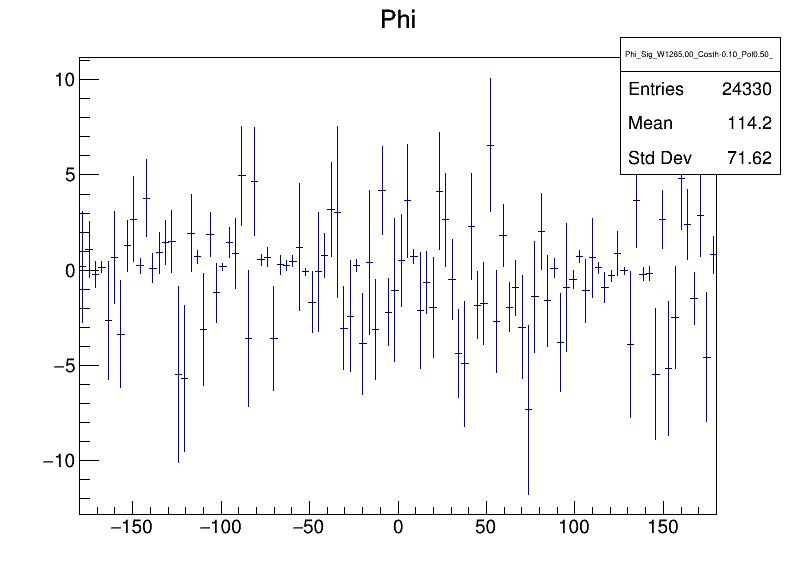 Phi
Phi_Sig_W1265.00_Costh-0.10_Pol0.50_
Entries 24330
Mean 114.2
Std Dev 71.62
10
5
0
−5
−10
−150 −100 −50 0 50 100 150